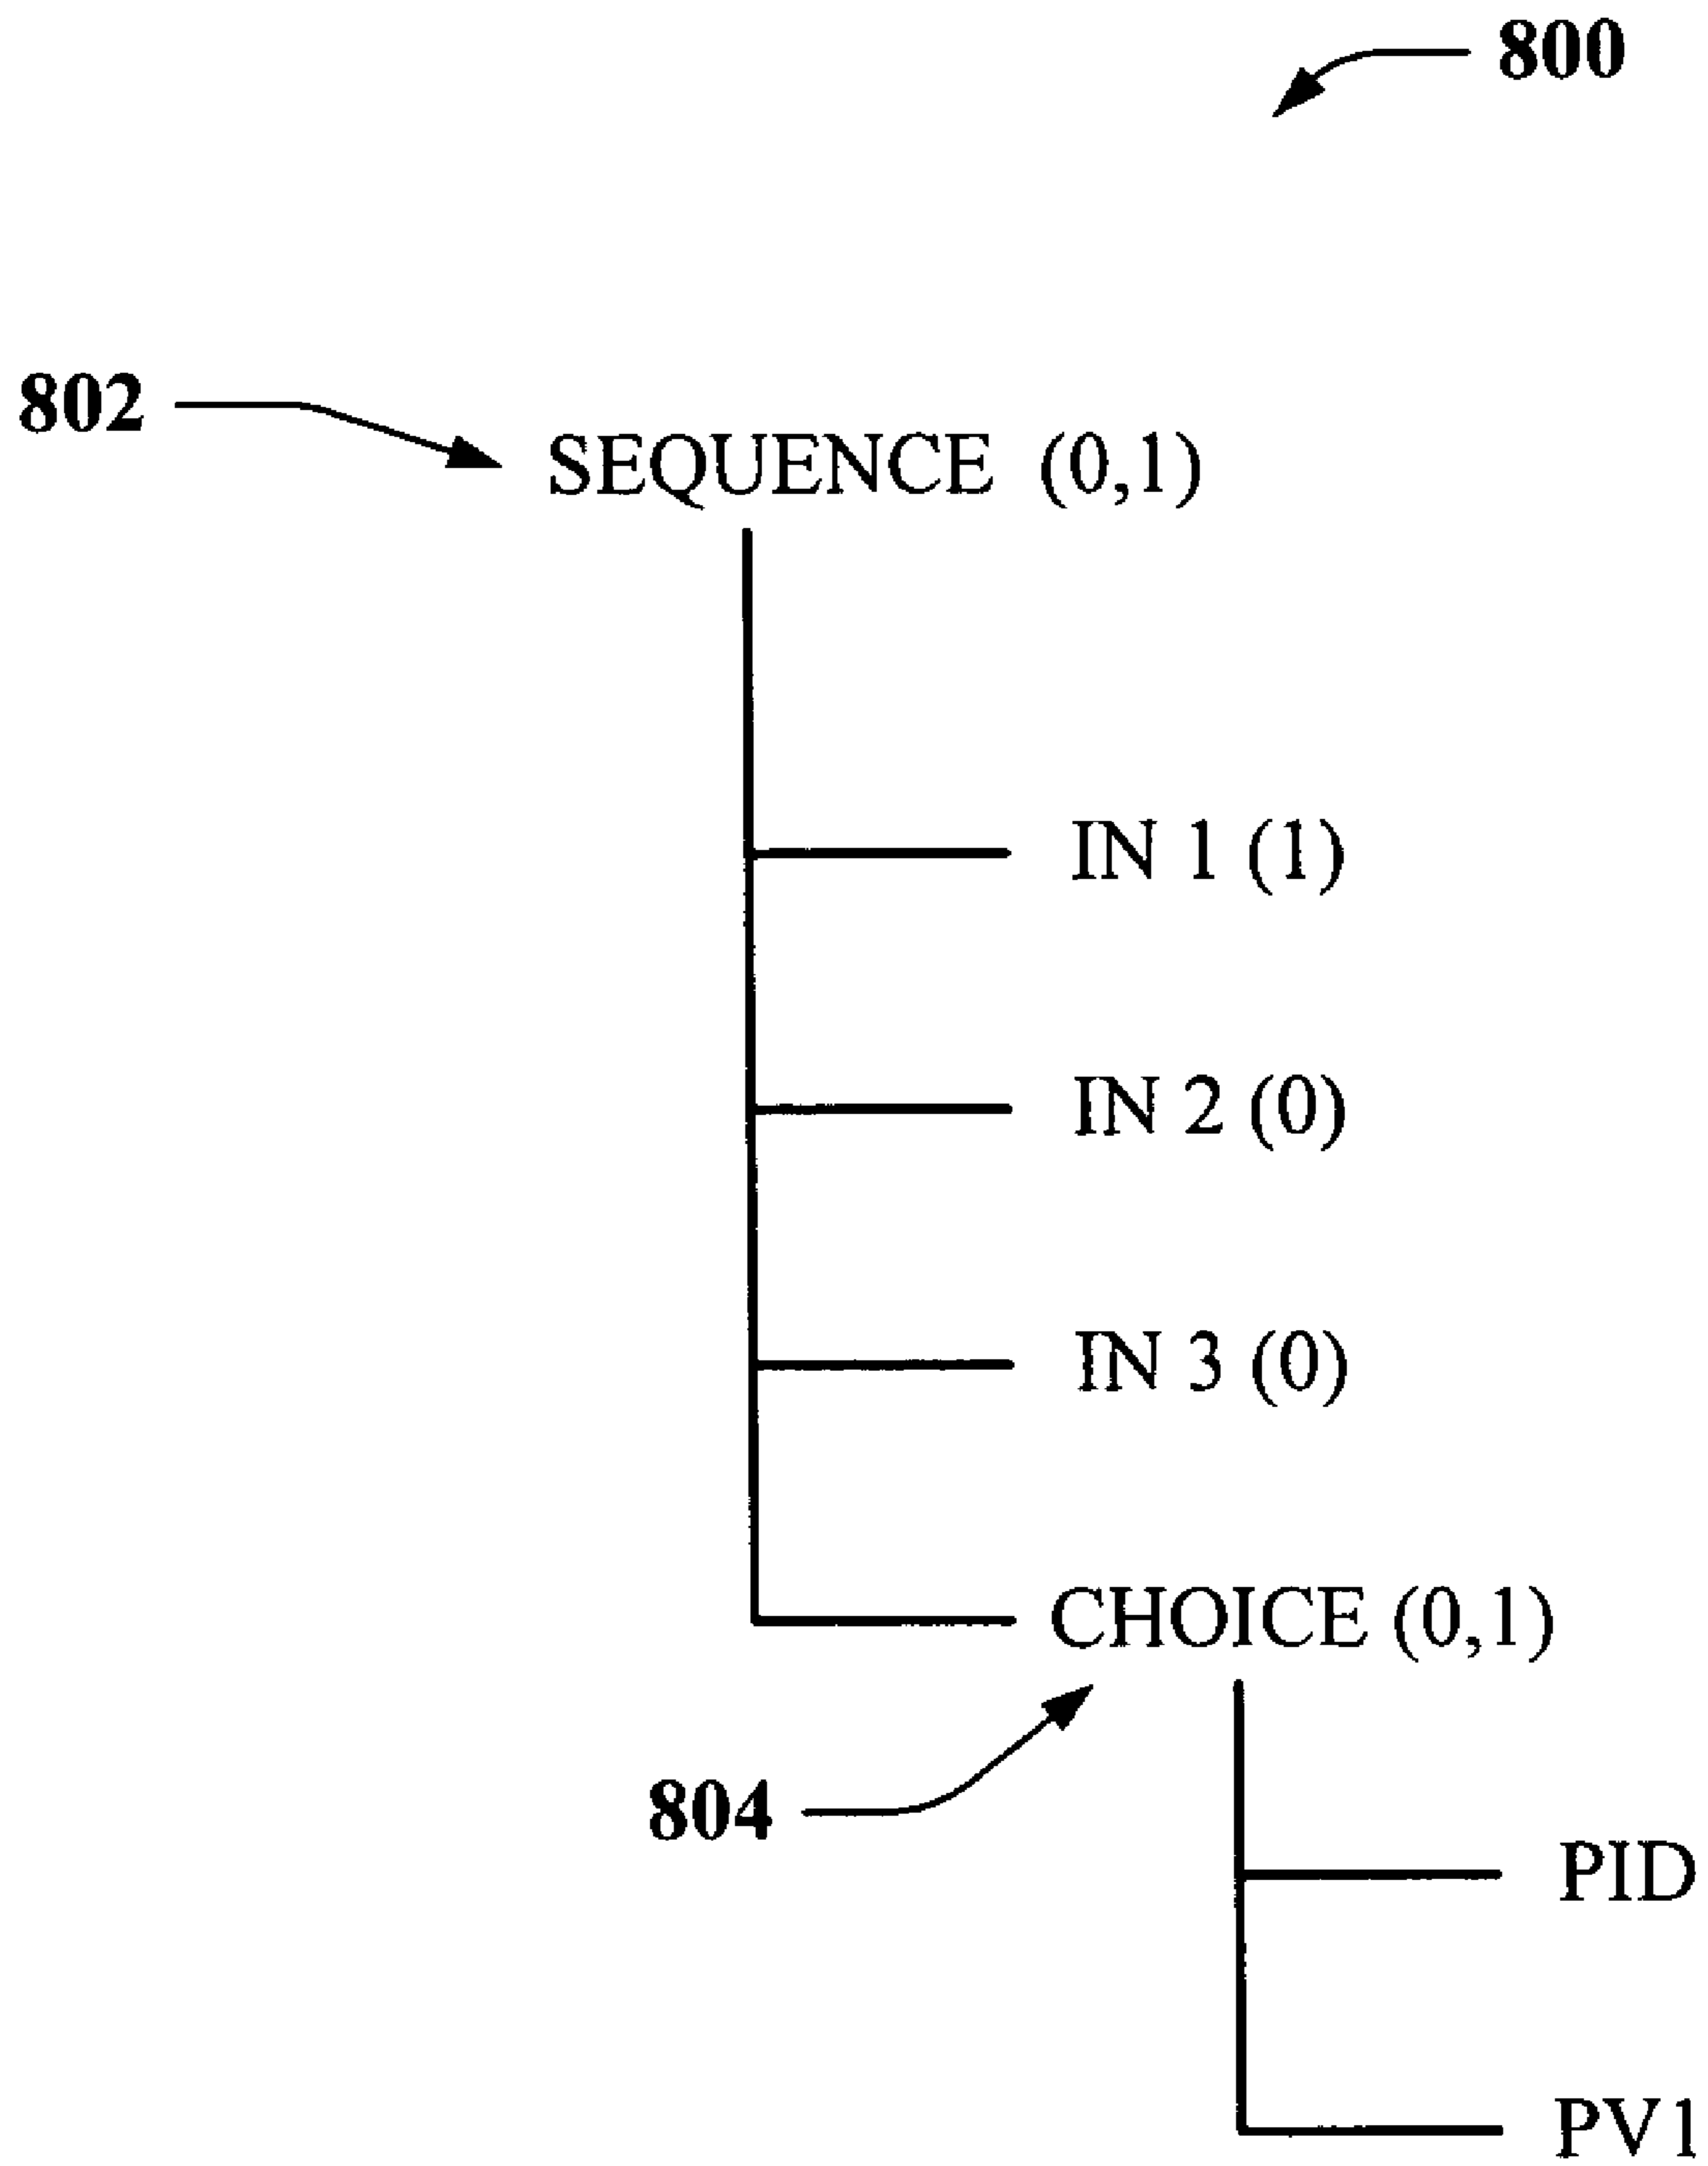 800
802
SEQUENCE (0,1)
IN 1 (1)
IN 2 (0)
IN 3 (0)
CHOICE (0,1)
804
PID
PV1